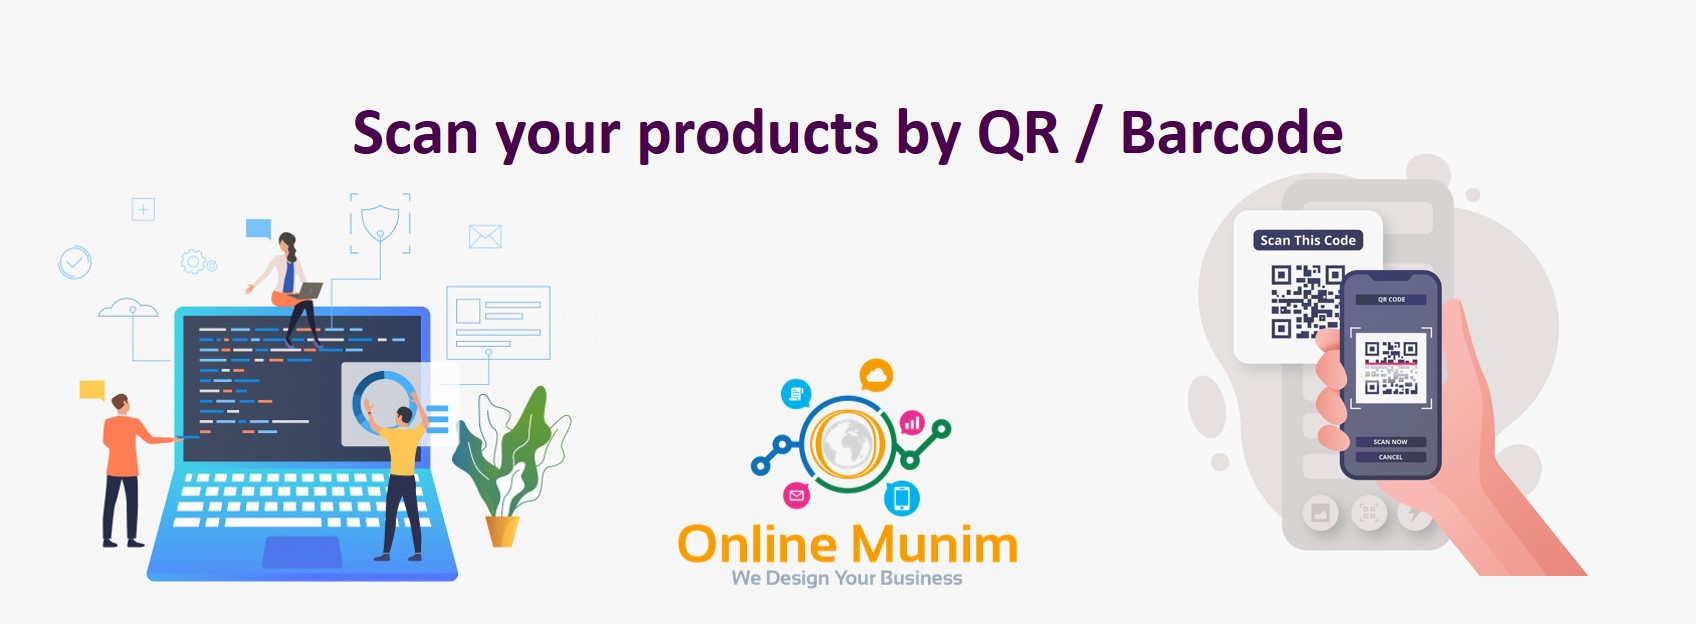 Scan your products by QR / Barcode
Scan This Code
QR CODE
SCAN NOW
CANCEL
Online Munim
We Design Your Business